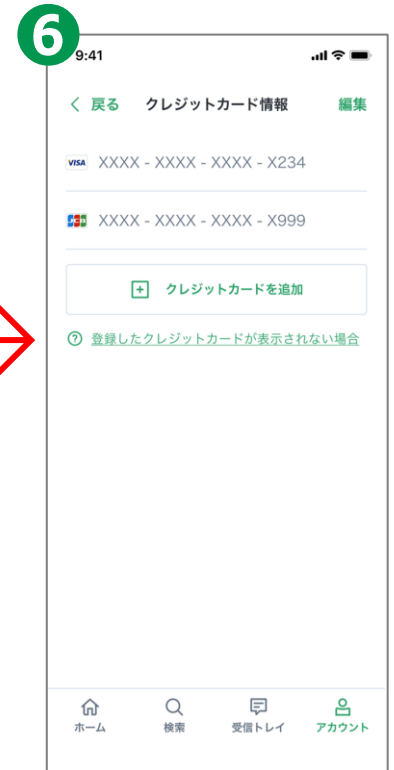 6
9:41
戻る クレジットカード情報 編集
VISA XXXX - XXXX - XXXX - X234
JCB XXXX - XXXX - XXXX - X999
クレジットカードを追加
? 登録したクレジットカードが表示されない場合
ホーム 検索 受信トレイ アカウント